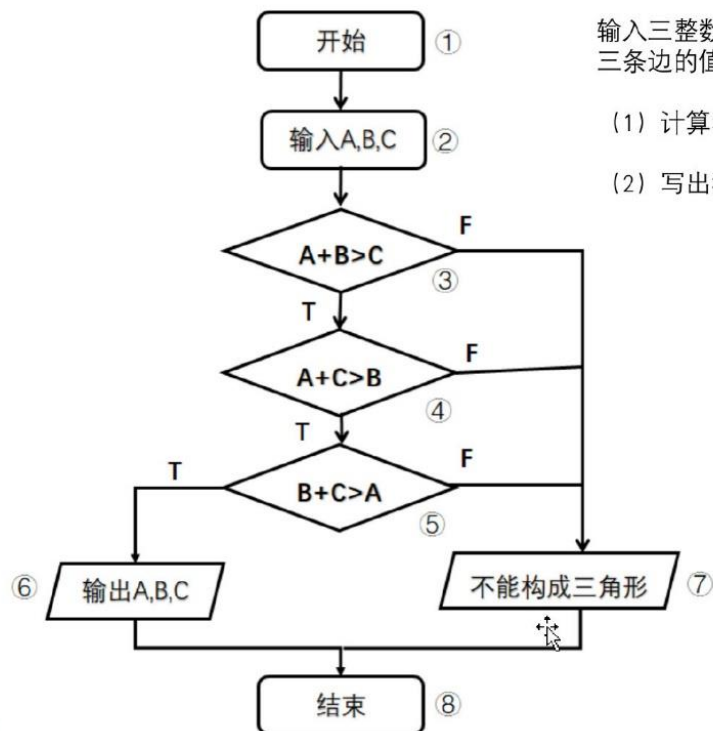 开始 ①
输入三整数
三条边的值
输入A,B,C ②
(1) 计算
(2) 写出
F
A+B>C
③
T
F
A+C>B
④
T
F
T
B+C>A
⑤
⑥ 输出A,B,C
不能构成三角形 ⑦
结束 ⑧